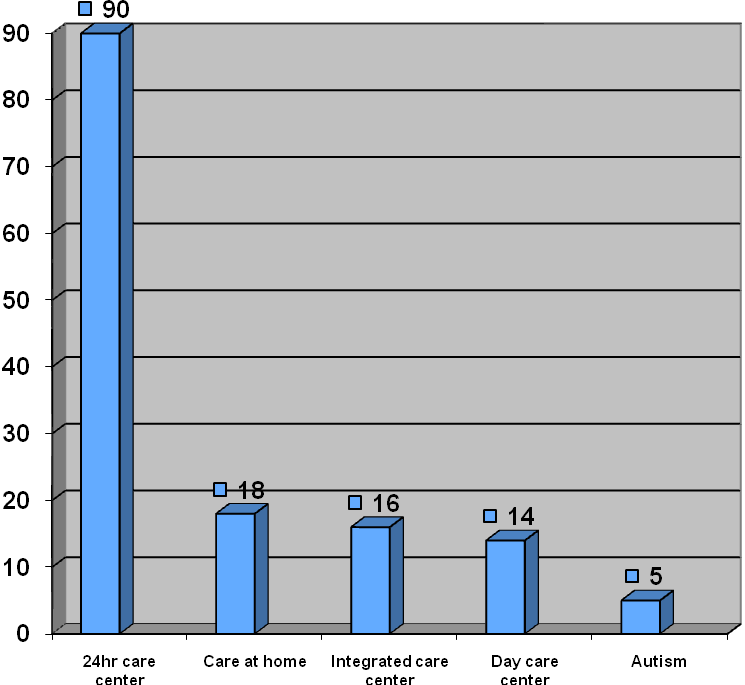 90
90
80
70
60
50
40
30
20
10
0
18
16
14
5
24hr care
center
Care at home
Integrated care
center
Day care
center
Autism